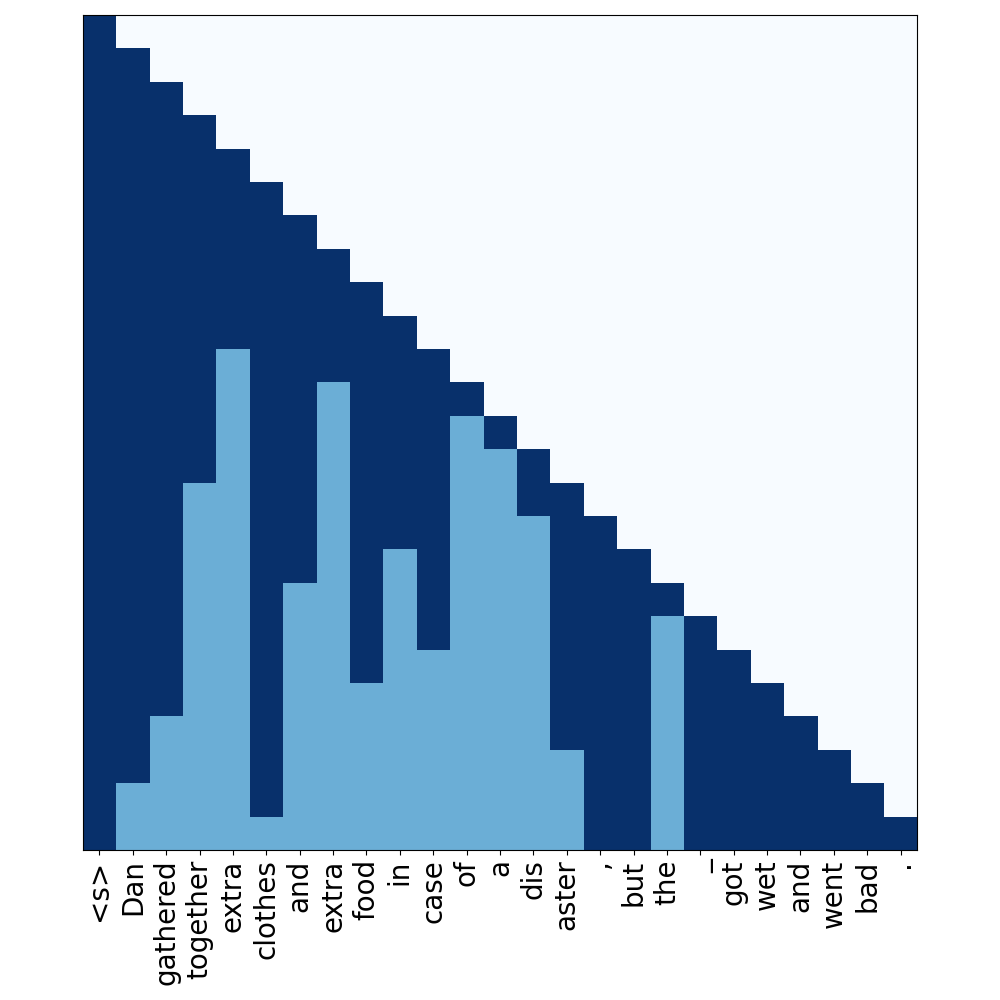 <s> Dan gathered together extra clothes and extra food in case of a dis aster , but the _ got wet and went bad .